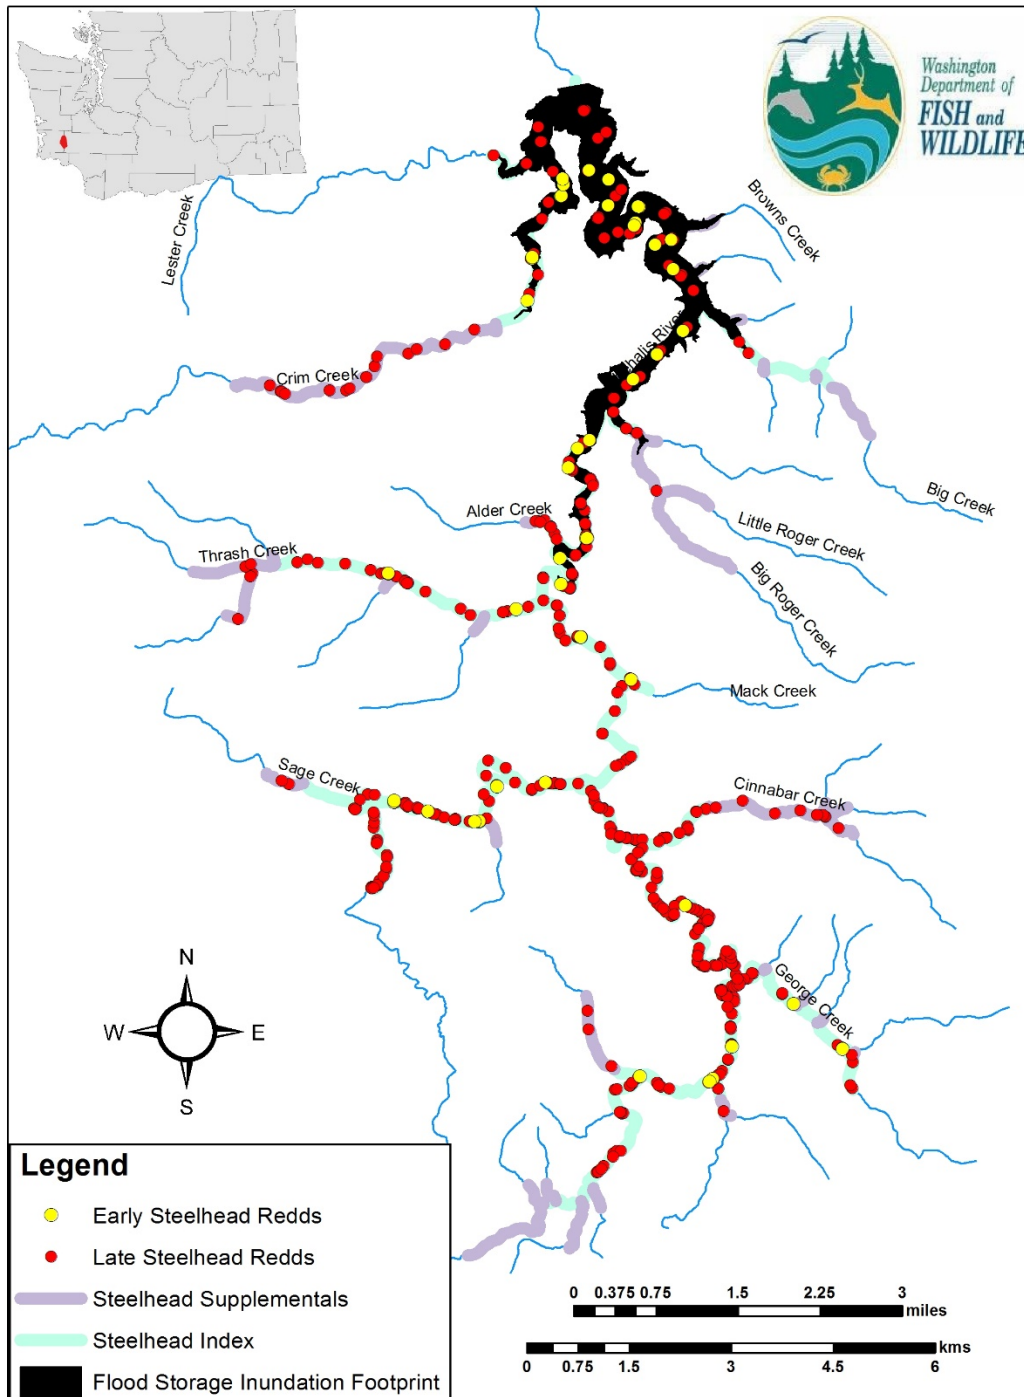 Washington
Department of
FISH and
WILDLIFE
Browns Creek
Lester Creek
Crim Creek
halis River
Big Creek
Alder Creek
Little Roger Creek
Thrash Creek
Big Roger Creek
Mack Creek
Sage Creek
Cinnabar Creek
George Creek
N
W E
S
Legend
Early Steelhead Redds
Late Steelhead Redds
Steelhead Supplementals
Steelhead Index
Flood Storage Inundation Footprint
0 0.375 0.75 1.5 2.25 3
miles
kms
0 0.75 1.5 3 4.5 6